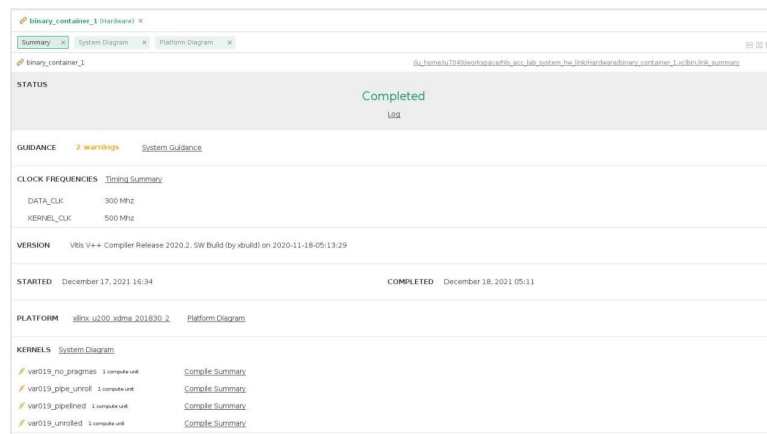 binary_container_1 (Hardware) ×
Summary × System Diagram × Platform Diagram ×
binary_container_1 /iu_home/iu7049/workspace/hls_acc_lab_system_hw_link/Hardware/binary_container_1.xclbin.link_summary
STATUS
Completed
Log
GUIDANCE 2 warnings System Guidance
CLOCK FREQUENCIES Timing Summary
DATA_CLK 300 Mhz
KERNEL_CLK 500 Mhz
VERSION Vitis V++ Compiler Release 2020.2. SW Build (by xbuild) on 2020-11-18-05:13:29
STARTED December 17, 2021 16:34 COMPLETED December 18, 2021 05:11
PLATFORM xilinx_u200_xdma_201830_2 Platform Diagram
KERNELS System Diagram
var019_no_pragmas 1 compute unit Compile Summary
var019_pipe_unroll 1 compute unit Compile Summary
var019_pipelined 1 compute unit Compile Summary
var019_unrolled 1 compute unit Compile Summary